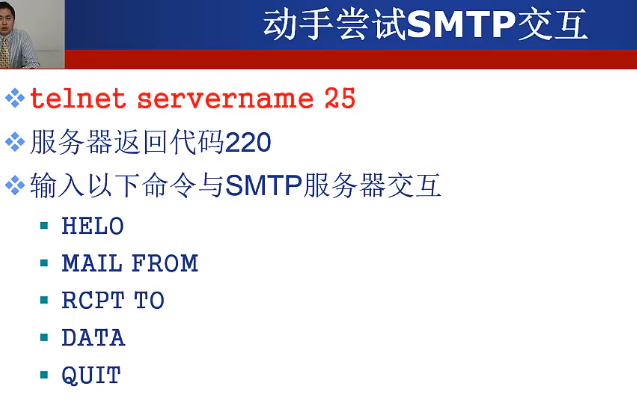 动手尝试SMTP交互
telnet servername 25
服务器返回代码220
输入以下命令与SMTP服务器交互
HELO
MAIL FROM
RCPT TO
DATA
QUIT